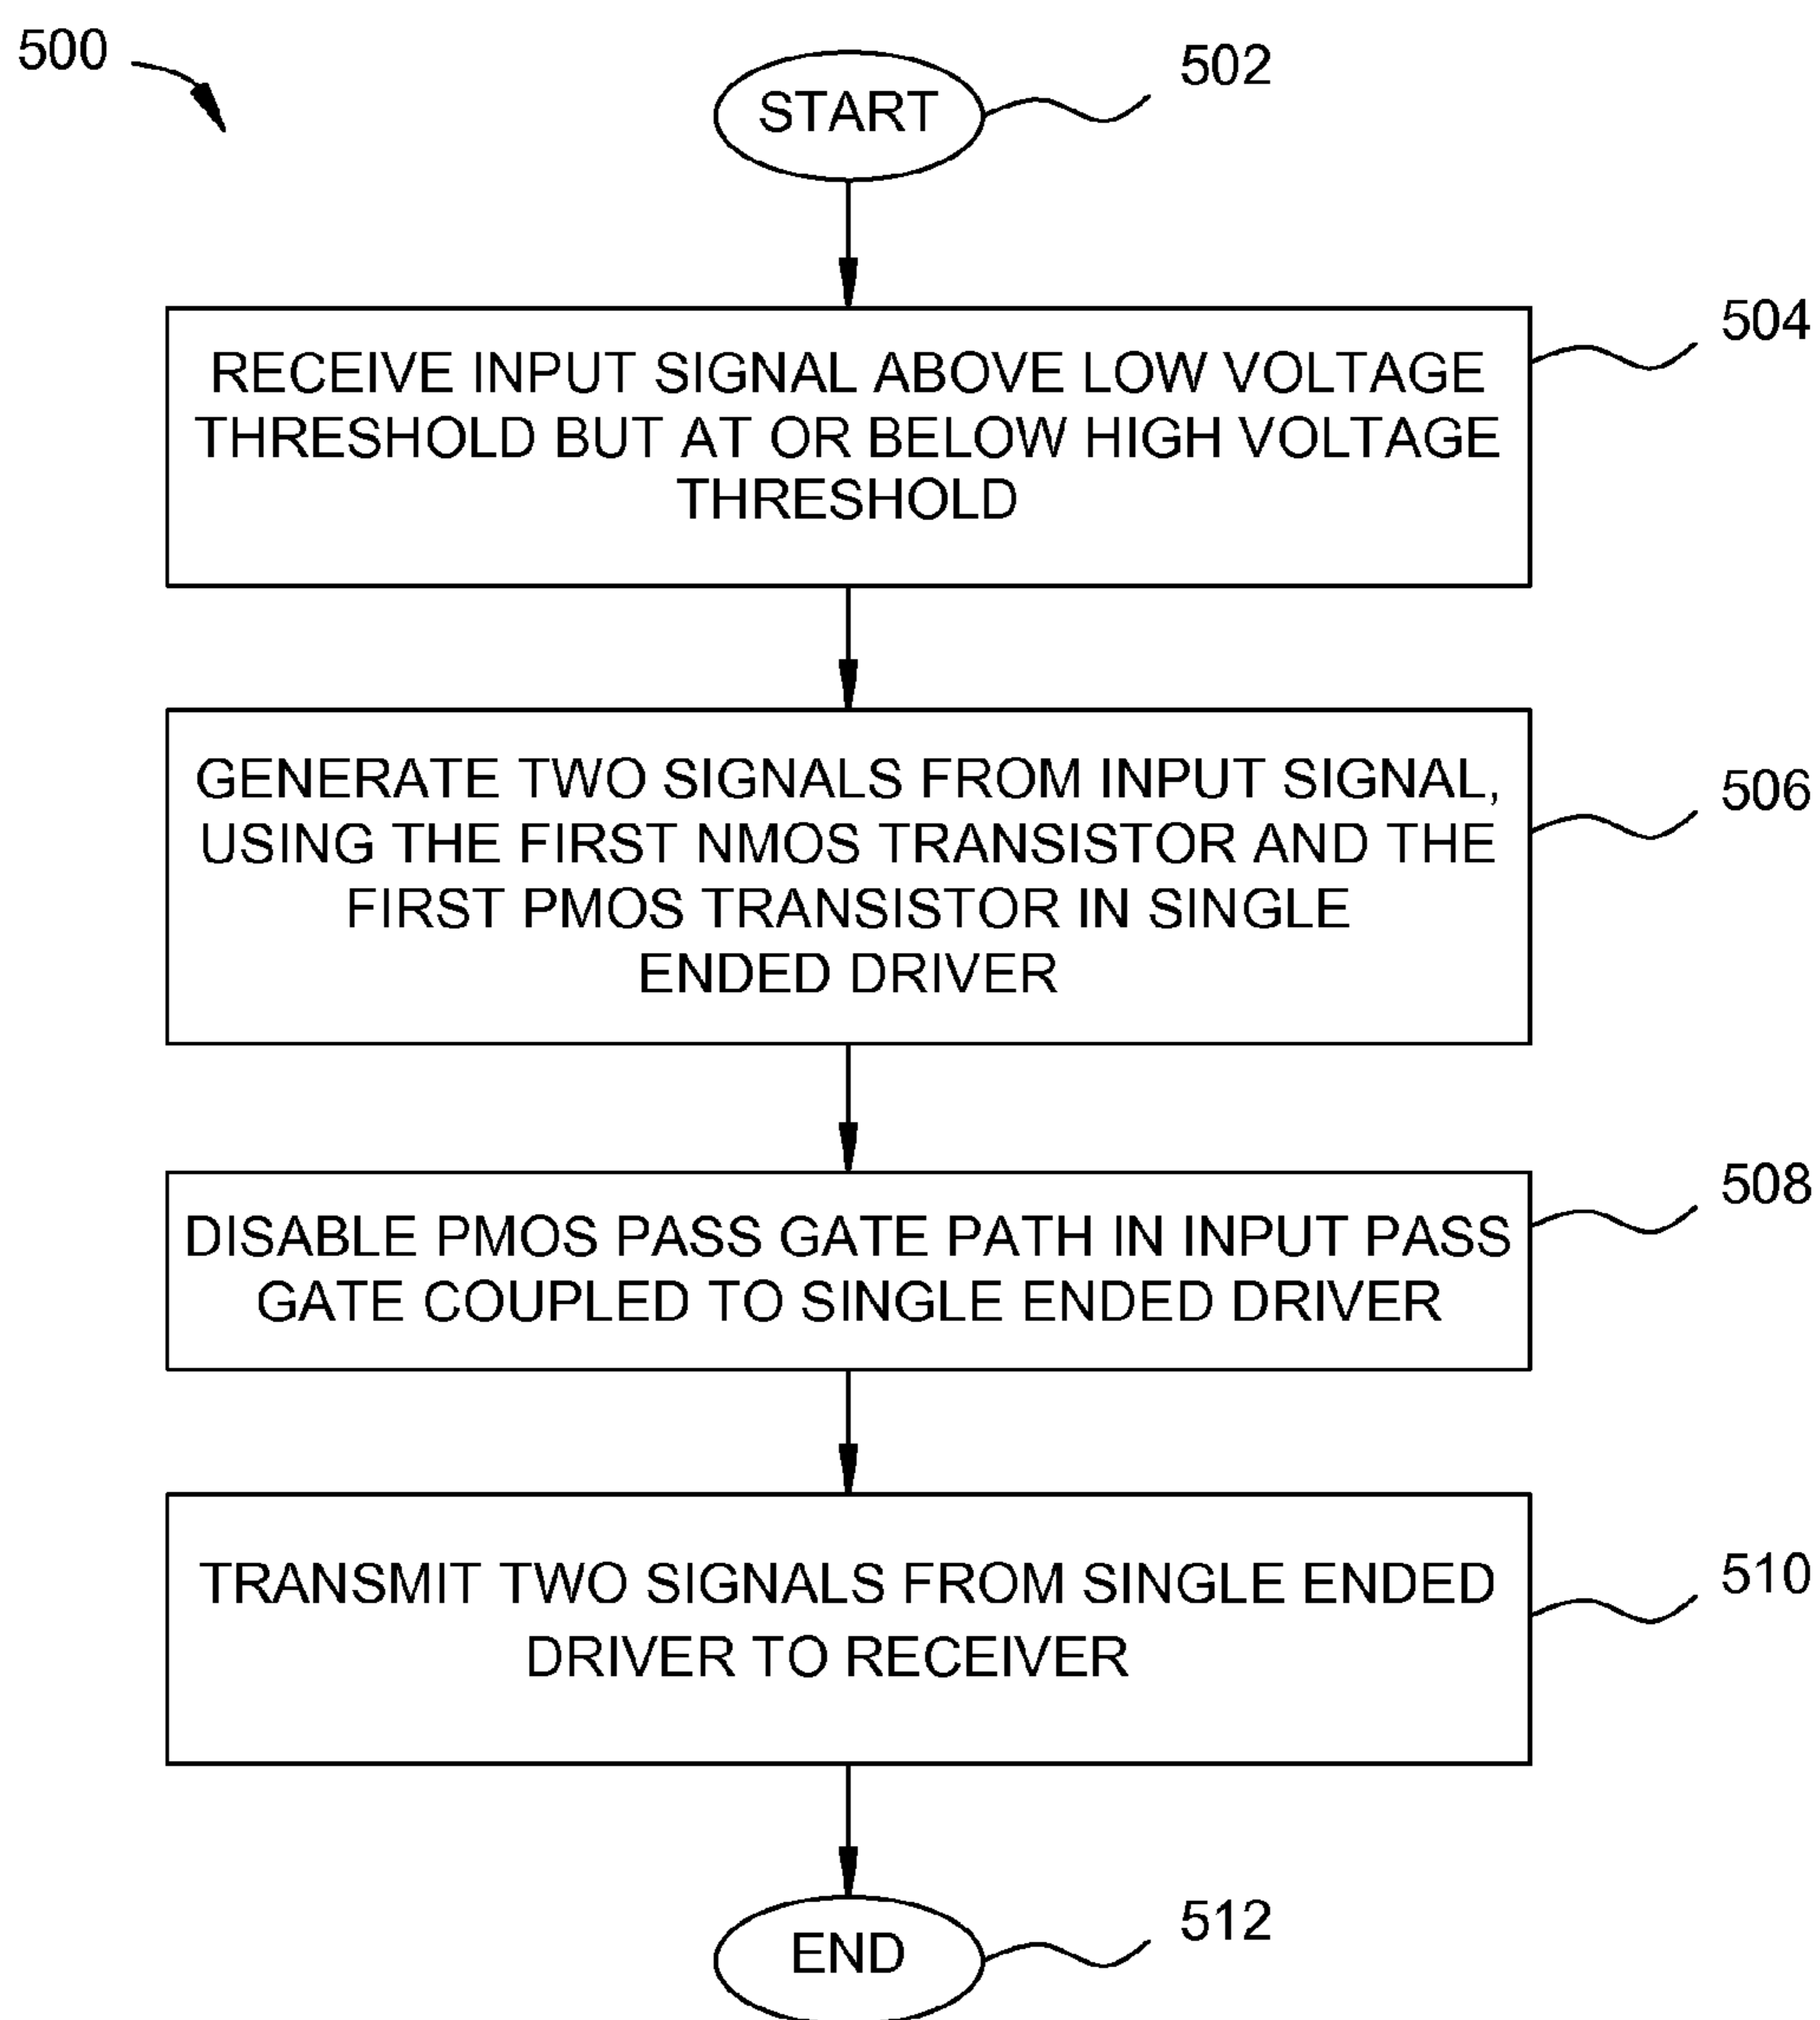 500
START
502
RECEIVE INPUT SIGNAL ABOVE LOW VOLTAGE
THRESHOLD BUT AT OR BELOW HIGH VOLTAGE
THRESHOLD
504
GENERATE TWO SIGNALS FROM INPUT SIGNAL,
USING THE FIRST NMOS TRANSISTOR AND THE
FIRST PMOS TRANSISTOR IN SINGLE
ENDED DRIVER
506
DISABLE PMOS PASS GATE PATH IN INPUT PASS
GATE COUPLED TO SINGLE ENDED DRIVER
508
TRANSMIT TWO SIGNALS FROM SINGLE ENDED
DRIVER TO RECEIVER
510
END
512